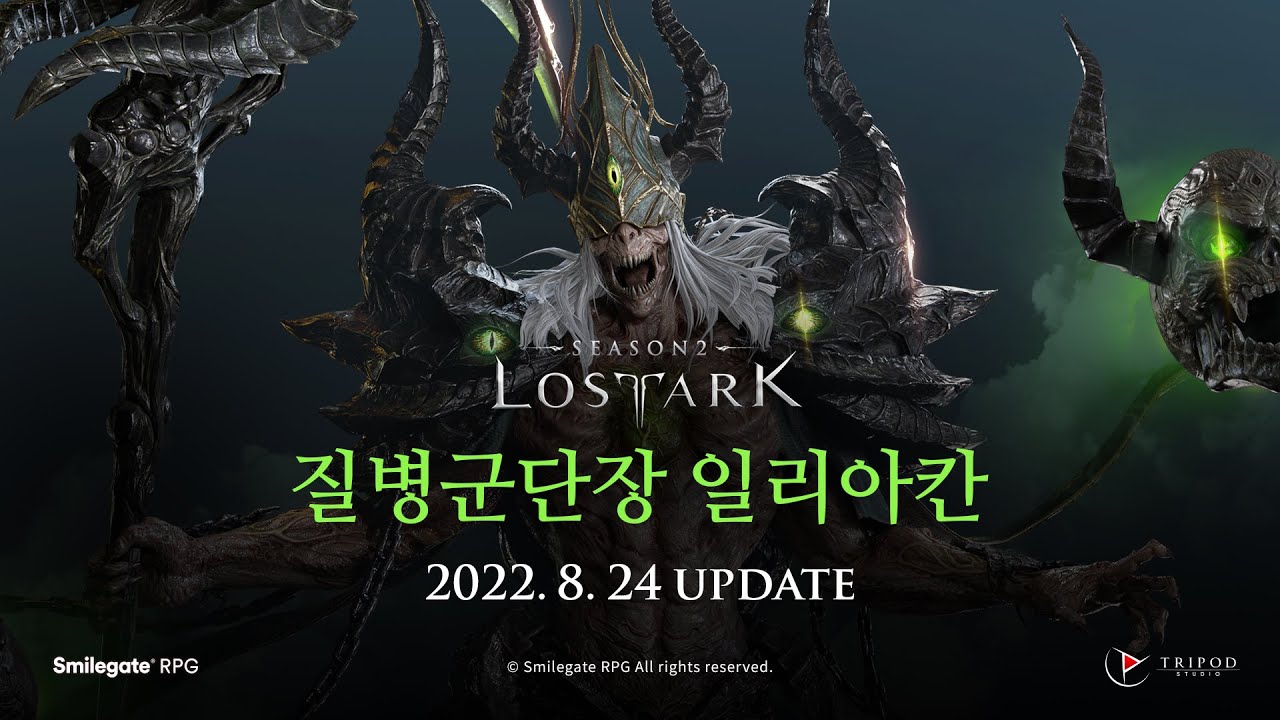 SEASON2
LOSTARK
질병군단장 일리아칸
2022. 8. 24 UPDATE
Smilegate® RPG
© Smilegate RPG All rights reserved.
TRIPOD
STUDIO